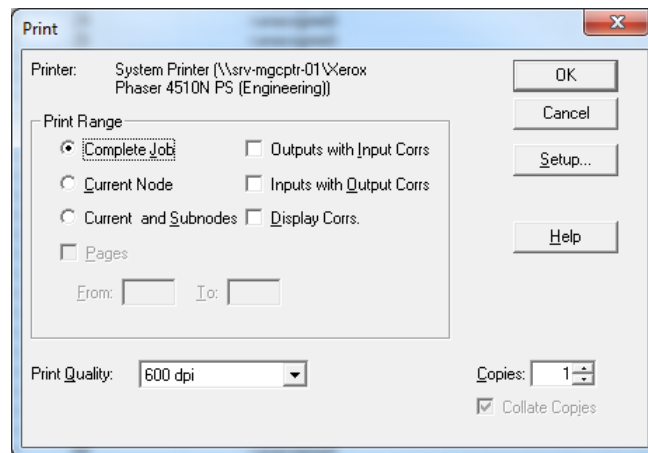 Print
Printer: System Printer (\\srv-mgcptr-01\Xerox
Phaser 4510N PS (Engineering))
OK
Cancel
Setup...
Help
Print Range
Complete Job
Outputs with Input Corrs
Current Node
Inputs with Output Corrs
Current and Subnodes
Display Corrs.
Pages
From:
To:
Print Quality: 600 dpi
Copies: 1
Collate Copies